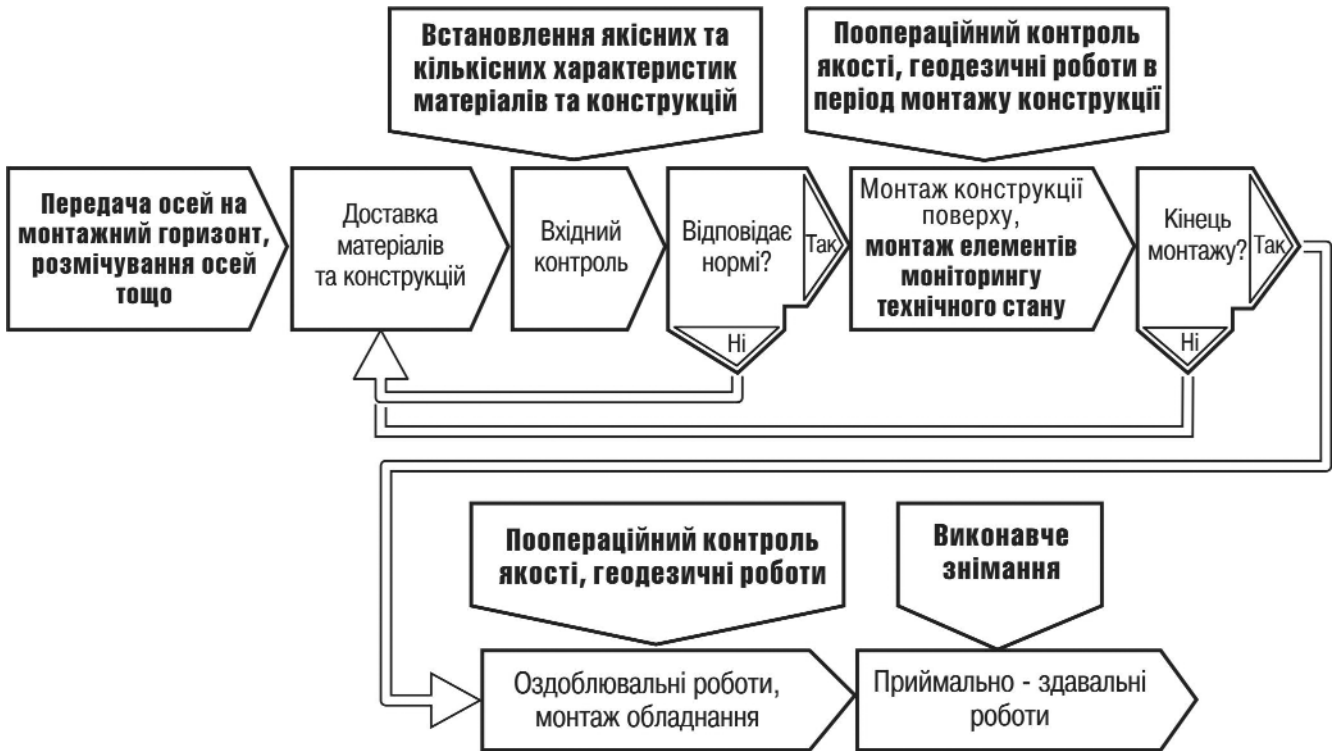 Встановлення якісних та
кількісних характеристик
матеріалів та конструкцій
Поопераційний контроль
якості, геодезичні роботи в
період монтажу конструкції
Передача осей на
монтажний горизонт,
розмічування осей
тощо
Доставка
матеріалів
та конструкцій
Вхідний
контроль
Відповідає
нормі?
Так
Ні
Монтаж конструкції
поверху,
монтаж елементів
моніторингу
технічного стану
Кінець
монтажу?
Так
Ні
Поопераційний контроль
якості, геодезичні роботи
Виконавче
знімання
Оздоблювальні роботи,
монтаж обладнання
Приймально - здавальні
роботи